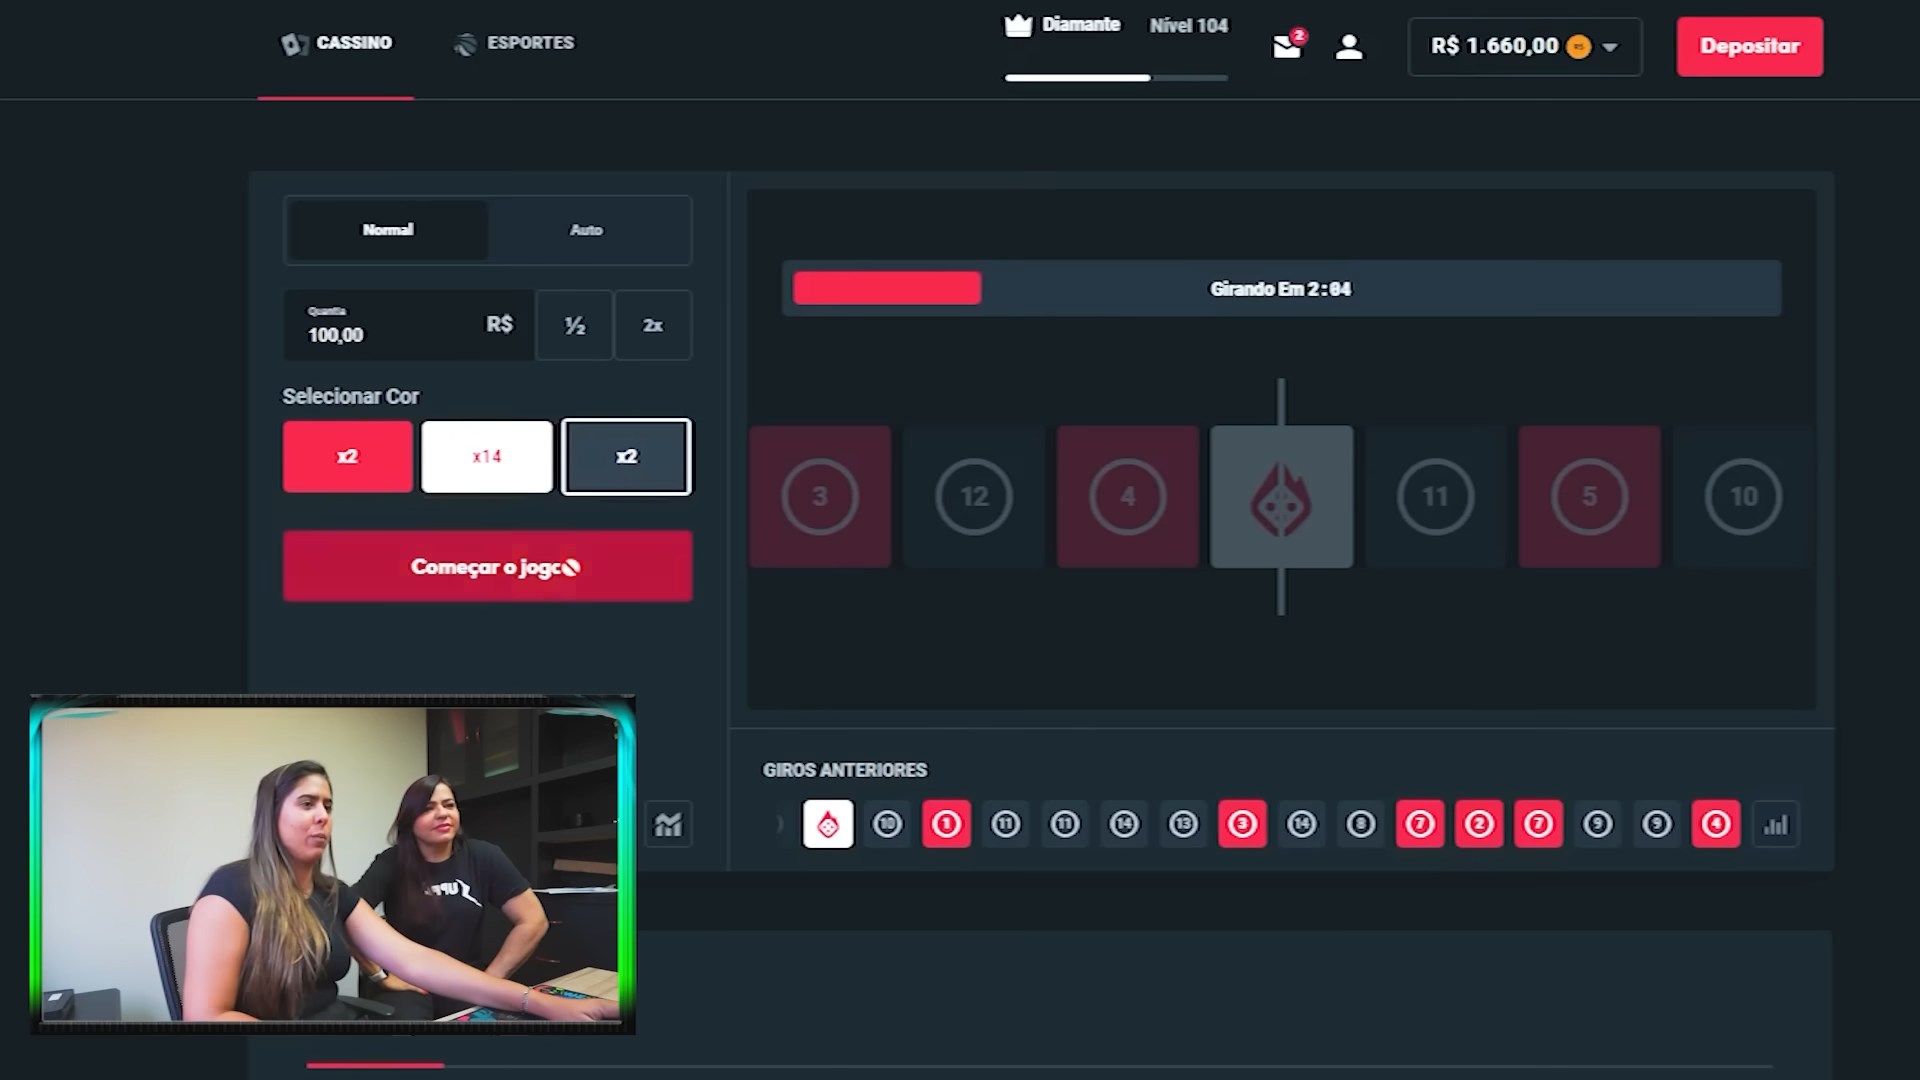 CASSINO
ESPORTES
Diamante
Nível 104
2
R$ 1.660,00
Depositar
Normal
Auto
Girando Em 2:04
Quantia
100,00
R$
½
2x
Selecionar Cor
x2
x14
x2
Começar o jogo
3
12
4
11
5
10
GIROS ANTERIORES
10
1
11
11
14
13
3
14
8
7
2
7
9
9
4